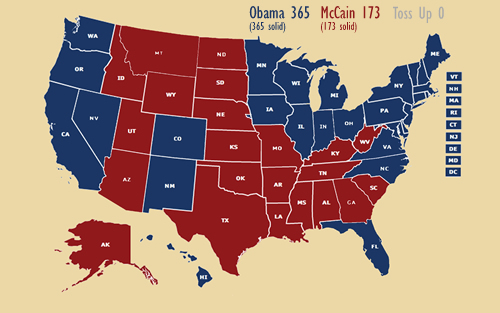 Obama 365 McCain 173 Toss Up 0
(365 solid) (173 solid)
WA
MT
ND
MN
ME
OR
ID
SD
WI
MI
NY
VT
WY
NH
NE
IA
PA
MA
NV
IL
IN
OH
RI
UT
CO
KS
MO
WV
VA
CT
CA
KY
NJ
AZ
NM
OK
AR
TN
NC
DE
SC
MD
TX
LA
MS
AL
GA
DC
AK
HI
FL